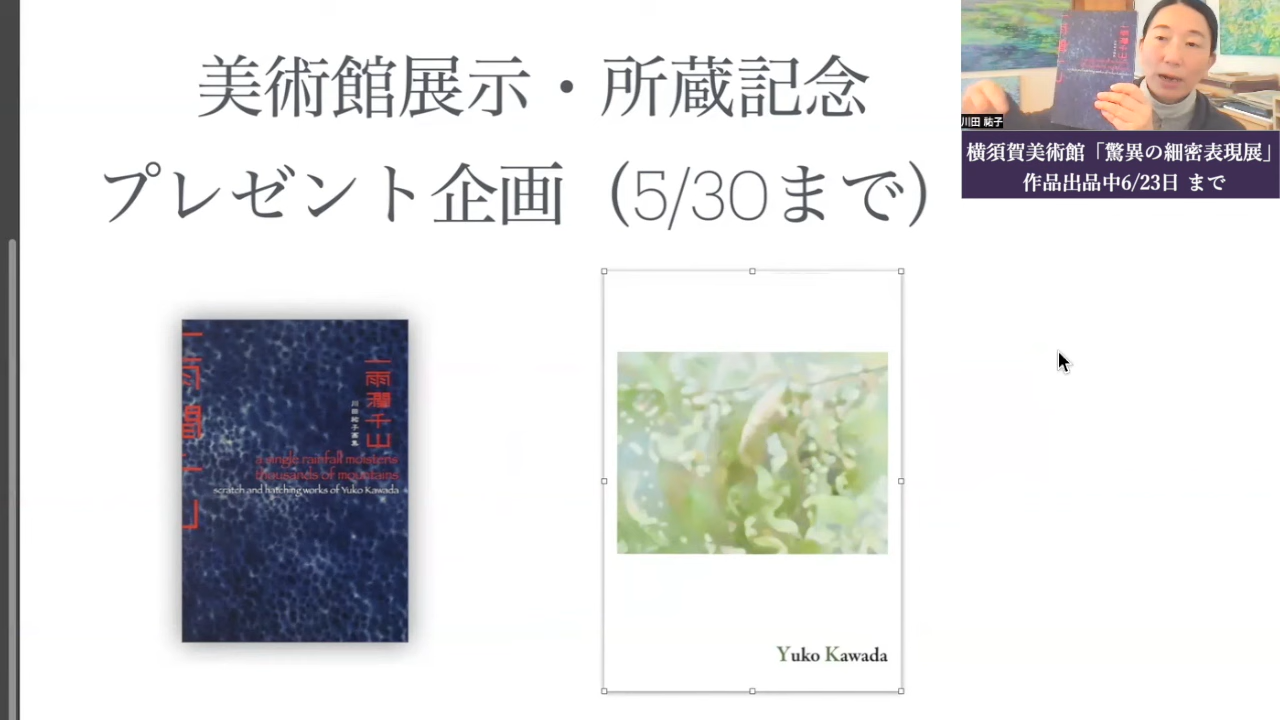 美術館展示・所蔵記念
プレゼント企画（5/30まで）
川田 祐子
横須賀美術館「驚異の細密表現展」
作品出品中6/23日 まで
一雨潤千山
川田祐子画集
a single rainfall moistens
thousands of mountains
scratch and hatching works of Yuko Kawada
Yuko Kawada